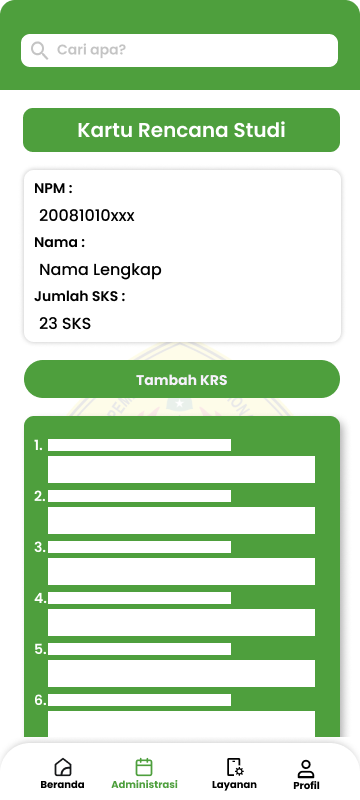 Cari apa?
Kartu Rencana Studi
NPM :
20081010xxx
Nama :
Nama Lengkap
Jumlah SKS :
23 SKS
Tambah KRS
1.
2.
3.
4.
5.
6.
Beranda
Administrasi
Layanan
Profil